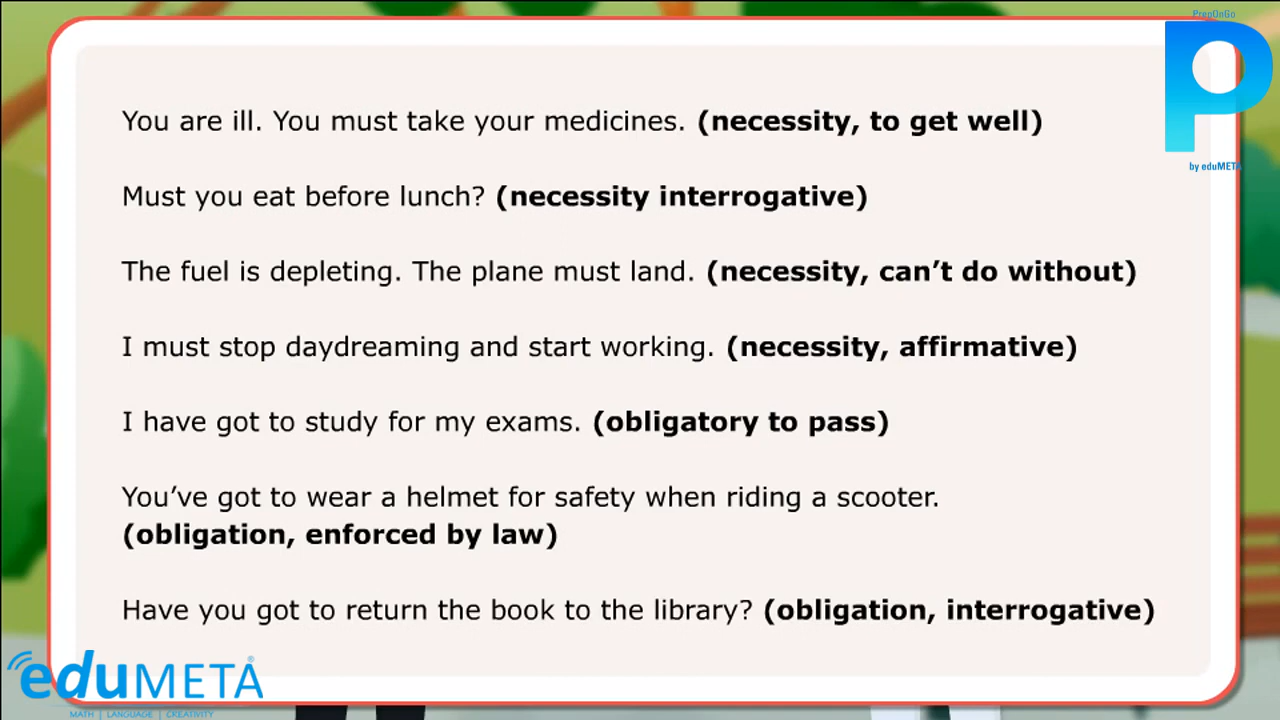 PrepOnGo
You are ill. You must take your medicines. (necessity, to get well)
by eduMETA
Must you eat before lunch? (necessity interrogative)
The fuel is depleting. The plane must land. (necessity, can't do without)
I must stop daydreaming and start working. (necessity, affirmative)
I have got to study for my exams. (obligatory to pass)
You've got to wear a helmet for safety when riding a scooter.
(obligation, enforced by law)
Have you got to return the book to the library? (obligation, interrogative)
eduMETA®
MATH | LANGUAGE | CREATIVITY